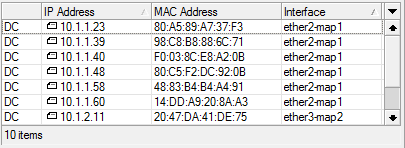 IP Address MAC Address Interface
DC 10.1.1.23 80:A5:89:A7:37:F3 ether2-map1
DC 10.1.1.39 98:C8:B8:88:6C:71 ether2-map1
DC 10.1.1.40 F0:03:8C:E8:A2:0B ether2-map1
DC 10.1.1.48 80:C5:F2:DC:92:0B ether2-map1
DC 10.1.1.58 48:83:B4:B4:A4:91 ether2-map1
DC 10.1.1.60 14:DD:A9:20:8A:A3 ether2-map1
DC 10.1.2.11 20:47:DA:41:DE:75 ether3-map2
10 items